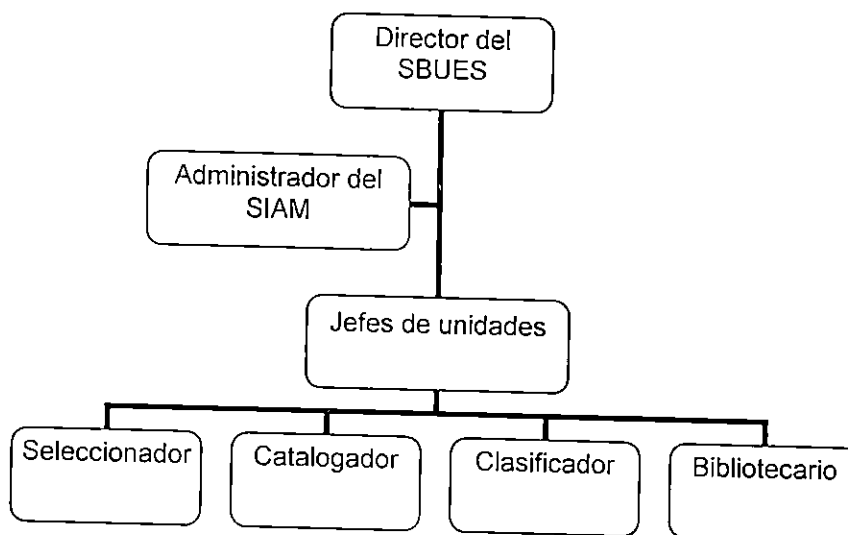 Director del
SBUES
Administrador del
SIAM
Jefes de unidades
Seleccionador
Catalogador
Clasificador
Bibliotecario